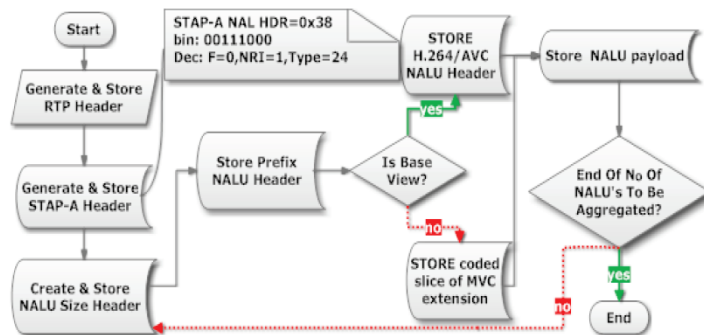 Start
STAP-A NAL HDR=0x38
bin: 00111000
Dec: F=0,NRI=1,Type=24
STORE
H.264/AVC
NALU Header
Store NALU payload
Generate & Store
RTP Header
yes
Store Prefix
NALU Header
Is Base
View?
Generate & Store
STAP-A Header
End Of No Of
NALU's To Be
Aggregated?
no
Create & Store
NALU Size Header
STORE coded
slice of MVC
extension
yes
no
End